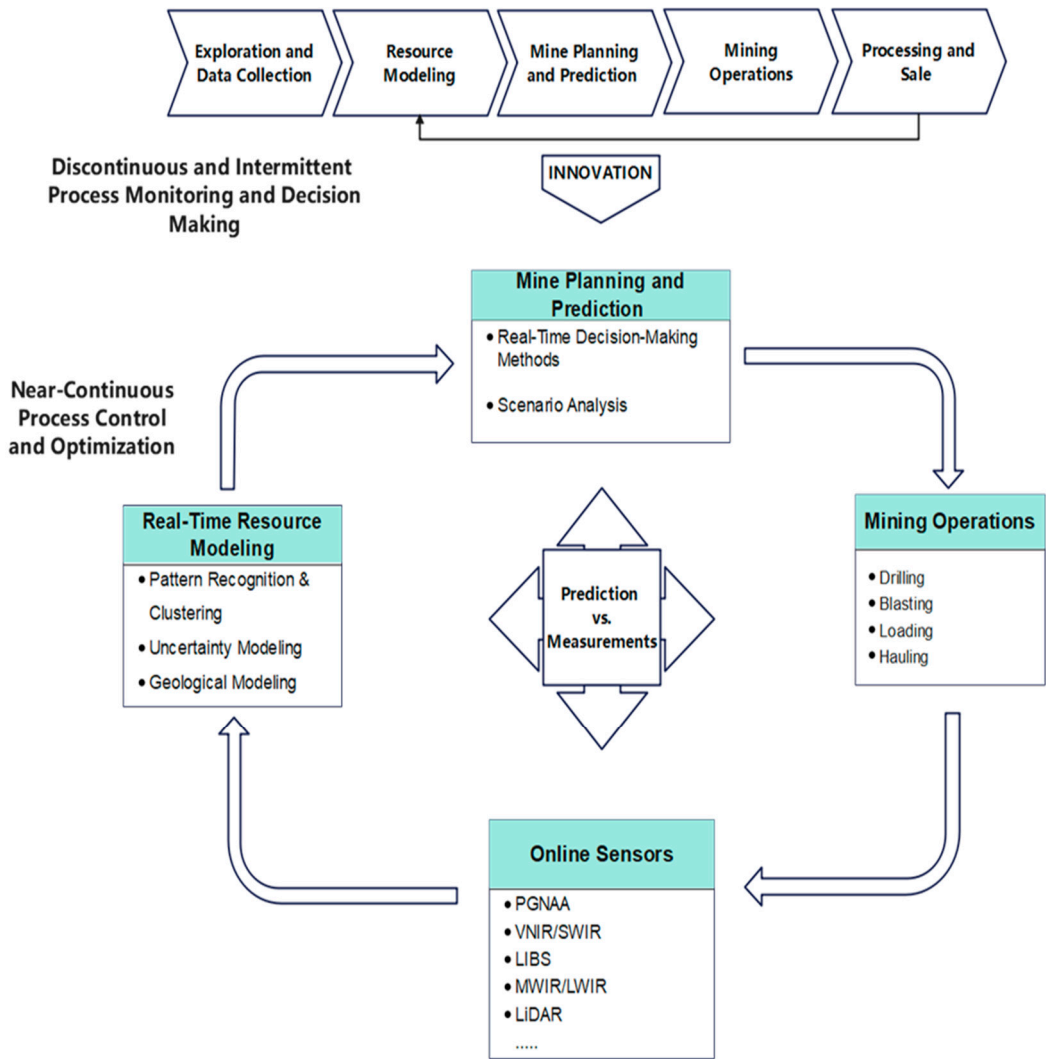 Exploration and
Data Collection
Resource
Modeling
Mine Planning
and Prediction
Mining
Operations
Processing and
Sale
Discontinuous and Intermittent
Process Monitoring and Decision
Making
INNOVATION
Mine Planning and
Prediction
• Real-Time Decision-Making
Methods
• Scenario Analysis
Near-Continuous
Process Control
and Optimization
Real-Time Resource
Modeling
• Pattern Recognition &
Clustering
• Uncertainty Modeling
• Geological Modeling
Prediction
vs.
Measurements
Mining Operations
• Drilling
• Blasting
• Loading
• Hauling
Online Sensors
• PGNAA
• VNIR/SWIR
• LIBS
• MWIR/LWIR
• LiDAR
.....